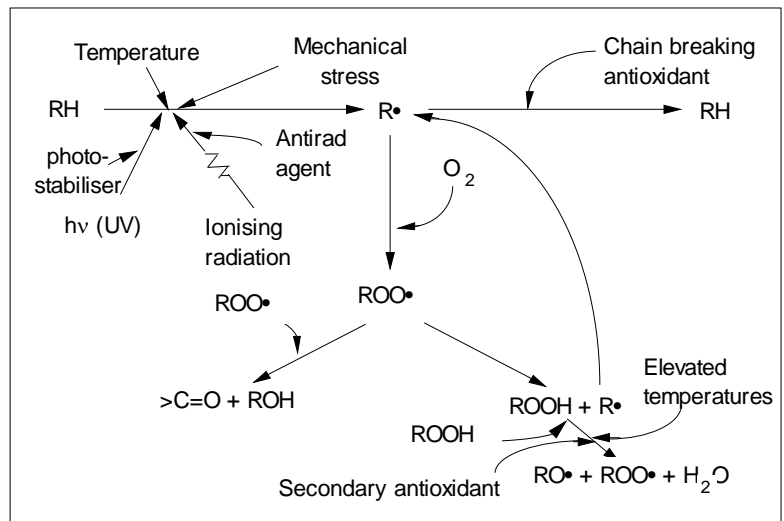 Temperature
Mechanical
stress
Chain breaking
antioxidant
RH
R•
RH
photo-
stabiliser
Antirad
agent
O2
hν (UV)
Ionising
radiation
ROO•
ROO•
Elevated
temperatures
>C=O + ROH
ROOH + R•
ROOH
Secondary antioxidant
RO• + ROO• + H2O